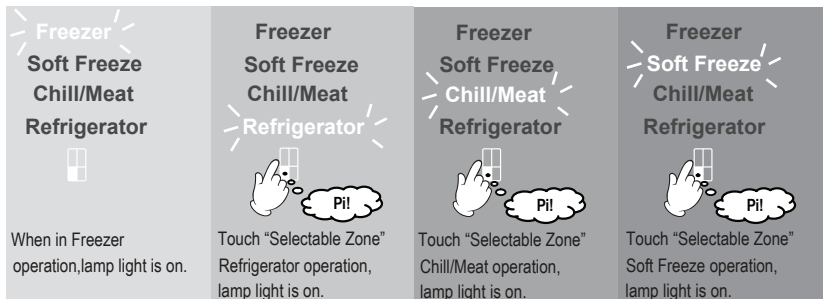 Freezer
Soft Freeze
Chill/Meat
Refrigerator
When in Freezer
operation,lamp light is on.
Freezer
Soft Freeze
Chill/Meat
Refrigerator
Pi!
Touch “Selectable Zone”
Refrigerator operation,
lamp light is on.
Freezer
Soft Freeze
Chill/Meat
Refrigerator
Pi!
Touch “Selectable Zone”
Chill/Meat operation,
lamp light is on.
Freezer
Soft Freeze
Chill/Meat
Refrigerator
Pi!
Touch “Selectable Zone”
Soft Freeze operation,
lamp light is on.